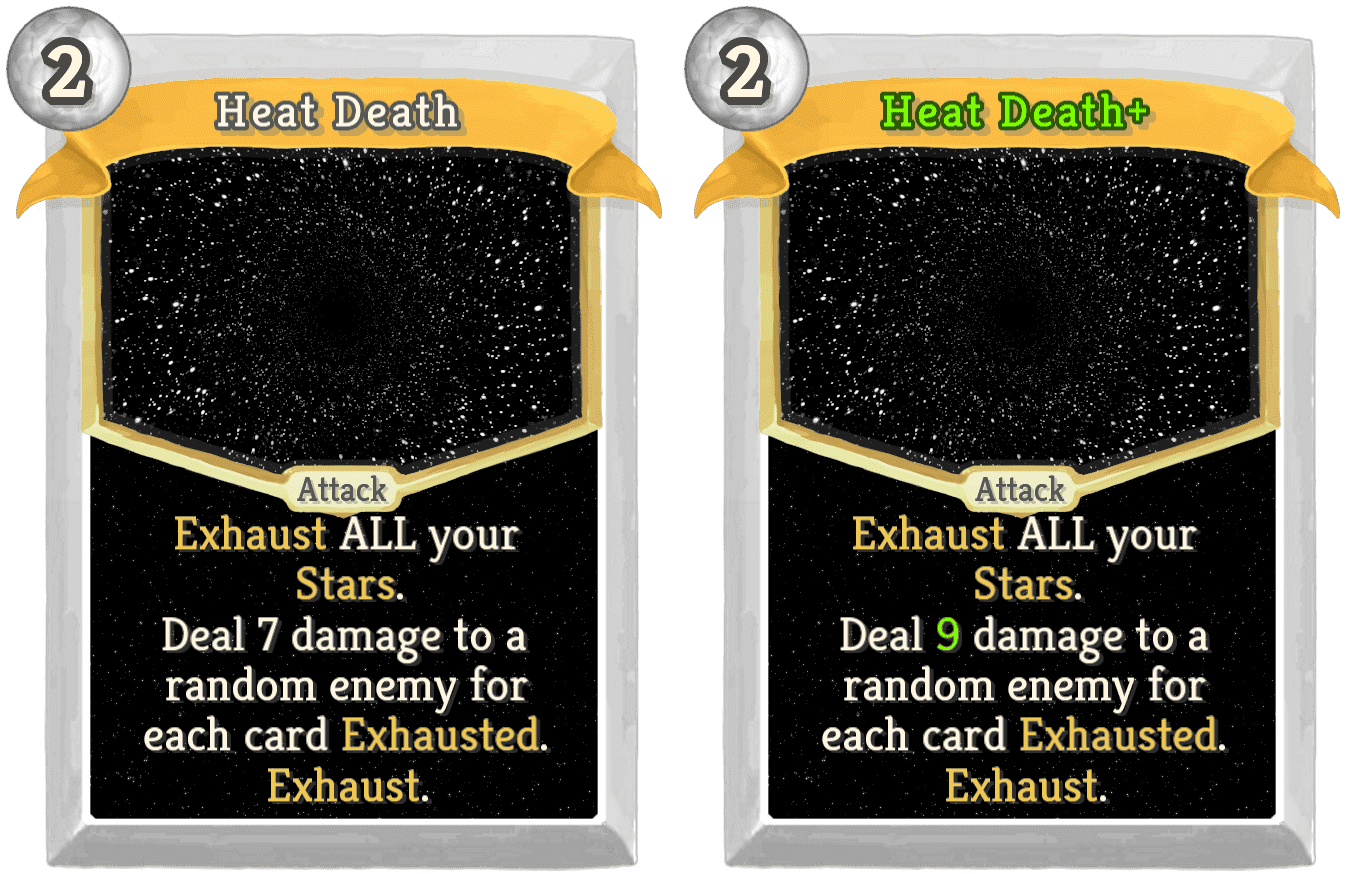 2
Heat Death
Attack
Exhaust ALL your
Stars.
Deal 7 damage to a
random enemy for
each card Exhausted.
Exhaust.
2
Heat Death+
Attack
Exhaust ALL your
Stars.
Deal 9 damage to a
random enemy for
each card Exhausted.
Exhaust.